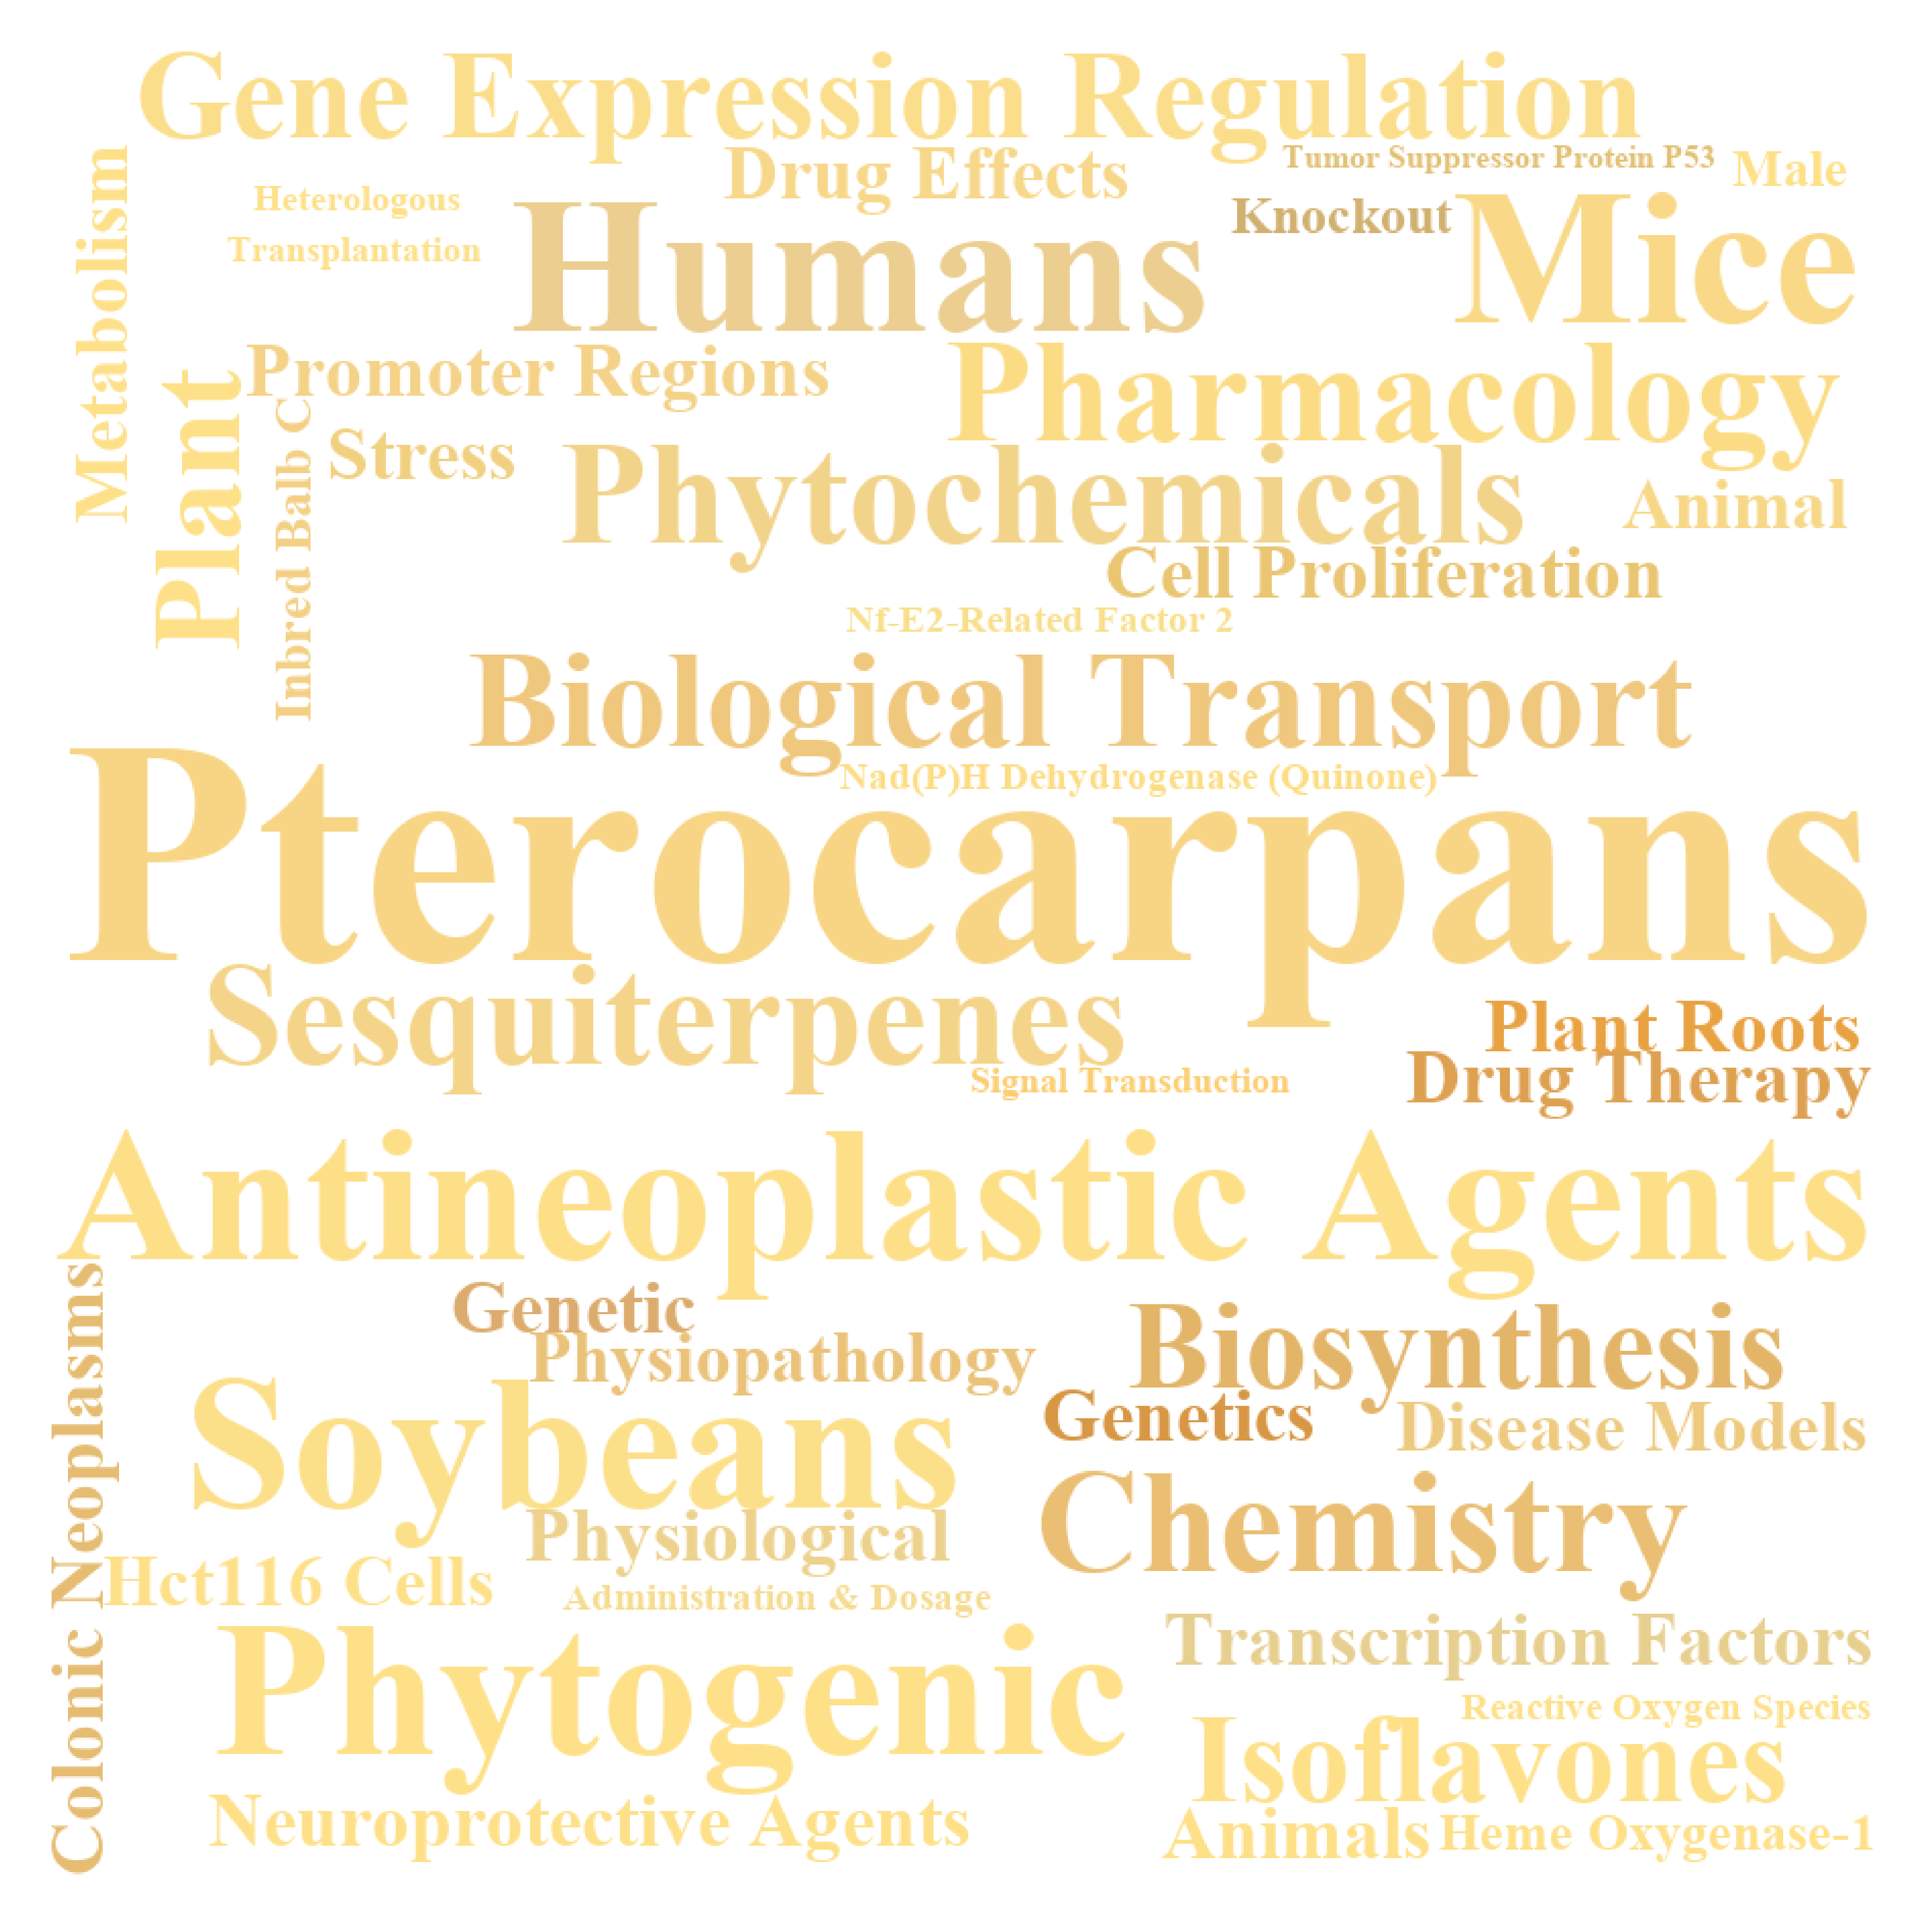 Gene Expression Regulation
Drug Effects
Tumor Suppressor Protein P53
Male
Metabolism
Heterologous
Transplantation
Humans
Knockout
Mice
Promoter Regions
Pharmacology
Plant
Inbred Balb C
Stress
Phytochemicals
Animal
Cell Proliferation
Nf-E2-Related Factor 2
Biological Transport
Nad(P)H Dehydrogenase (Quinone)
Pterocarpans
Sesquiterpenes
Plant Roots
Signal Transduction
Drug Therapy
Antineoplastic Agents
Colonic Neoplasms
Genetic
Physiopathology
Biosynthesis
Soybeans
Genetics
Disease Models
Physiological
Chemistry
Hct116 Cells
Administration & Dosage
Phytogenic
Transcription Factors
Reactive Oxygen Species
Isoflavones
Neuroprotective Agents
Animals
Heme Oxygenase-1